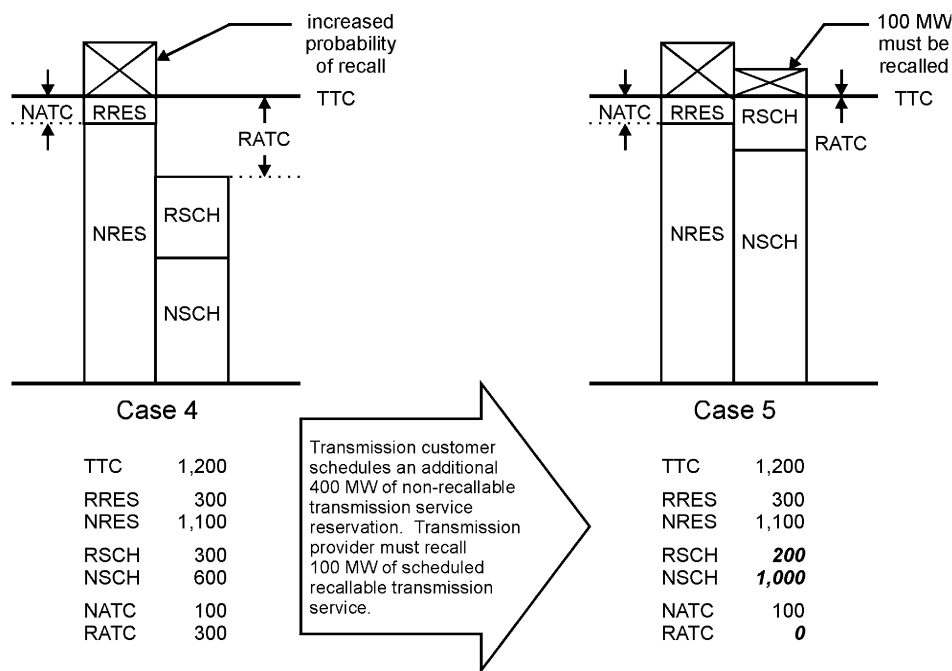 increased
probability
of recall
TTC
NATC
RRES
RATC
NRES
RSCH
NSCH
Case 4
TTC 1,200
RRES 300
NRES 1,100
RSCH 300
NSCH 600
NATC 100
RATC 300
Transmission customer
schedules an additional
400 MW of non-recallable
transmission service
reservation. Transmission
provider must recall
100 MW of scheduled
recallable transmission
service.
100 MW
must be
recalled
TTC
NATC
RRES
RSCH
RATC
NRES
NSCH
Case 5
TTC 1,200
RRES 300
NRES 1,100
RSCH 200
NSCH 1,000
NATC 100
RATC 0